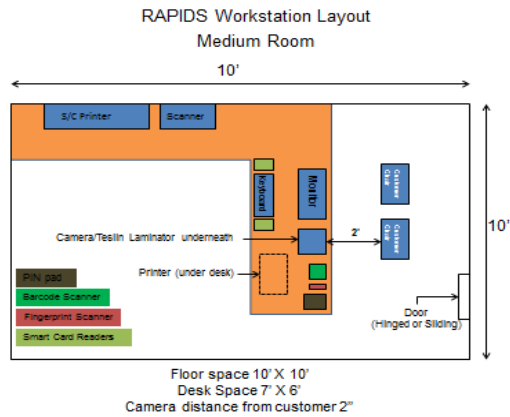 RAPIDS Workstation Layout
Medium Room
10’
S/C Printer
Scanner
Keyboard
Monitor
Customer
Chair
Customer
Chair
10’
Camera/Teslin Laminator underneath
2’
Printer (under desk)
PIN pad
Barcode Scanner
Fingerprint Scanner
Smart Card Readers
Door
(Hinged or Sliding)
Floor space 10’ X 10’
Desk Space 7’ X 6’
Camera distance from customer 2”